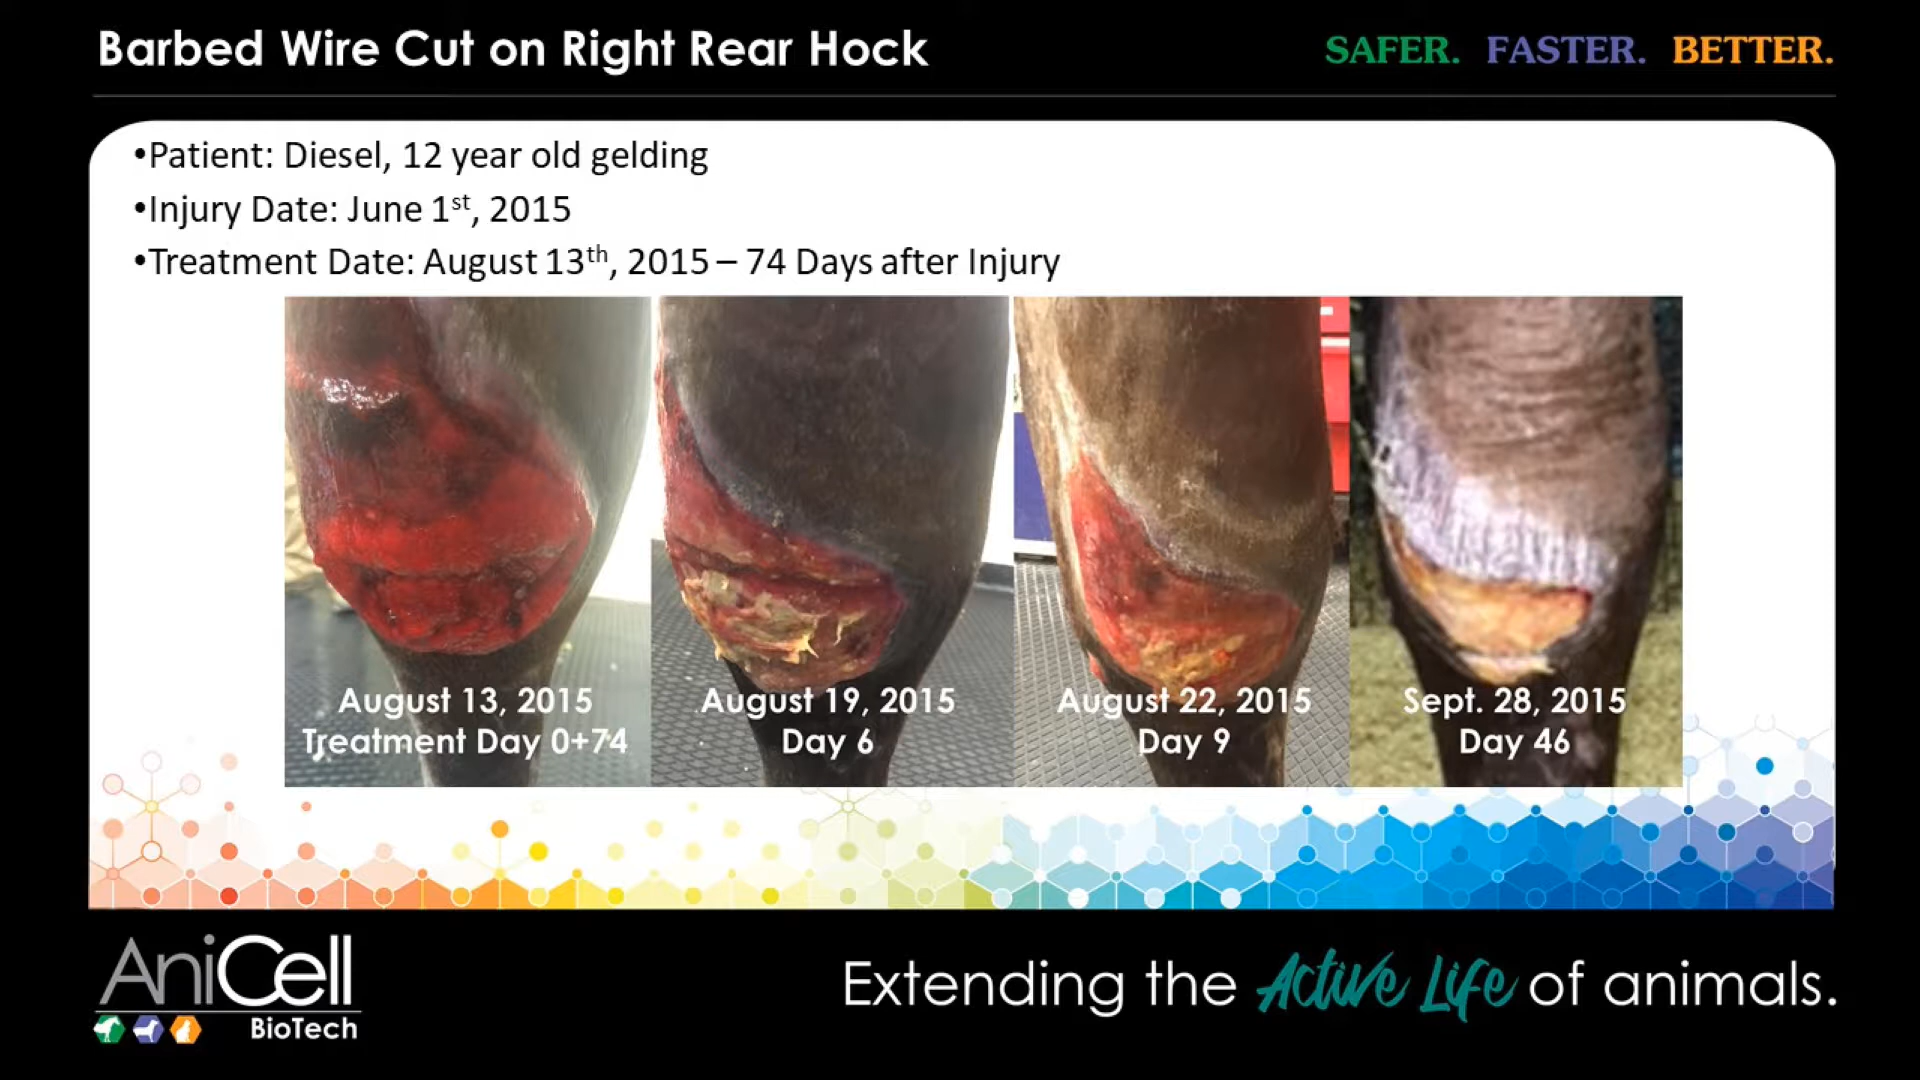 Barbed Wire Cut on Right Rear Hock
SAFER. FASTER. BETTER.
•Patient: Diesel, 12 year old gelding
•Injury Date: June 1st, 2015
•Treatment Date: August 13th, 2015 – 74 Days after Injury
August 13, 2015
Treatment Day 0+74
August 19, 2015
Day 6
August 22, 2015
Day 9
Sept. 28, 2015
Day 46
AniCell
BioTech
Extending the Active Life of animals.